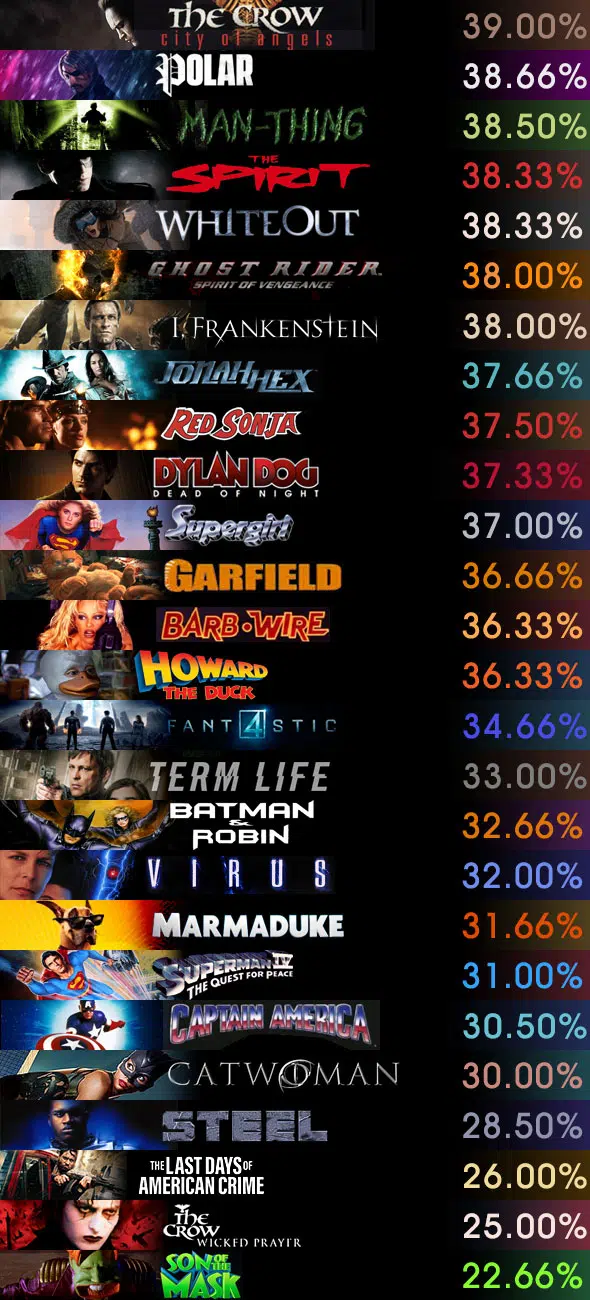 THE CROW
city of angels
39.00%
POLAR
38.66%
MAN-THING
38.50%
THE
SPIRIT
38.33%
WHITEOUT
38.33%
GHOST RIDER
SPIRIT OF VENGEANCE
38.00%
I, FRANKENSTEIN
38.00%
JONAH HEX
37.66%
RED SONJA
37.50%
DYLAN DOG
DEAD OF NIGHT
37.33%
Supergirl
37.00%
GARFIELD
36.66%
BARB•WIRE
36.33%
HOWARD
THE DUCK
36.33%
FANT4STIC
34.66%
TERM LIFE
33.00%
BATMAN
&
ROBIN
32.66%
VIRUS
32.00%
MARMADUKE
31.66%
SUPERMAN IV
THE QUEST FOR PEACE
31.00%
CAPTAIN AMERICA
30.50%
CATWOMAN
30.00%
STEEL
28.50%
THE LAST DAYS OF
AMERICAN CRIME
26.00%
THE
CROW
WICKED PRAYER
25.00%
SON OF THE
MASK
22.66%